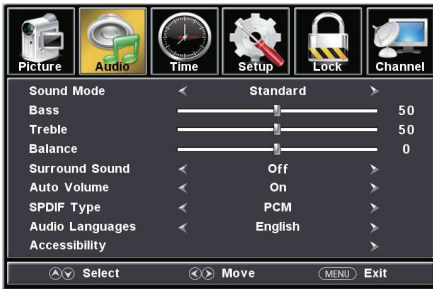 Picture Audio Time Setup Lock Channel
Sound Mode Standard
Bass 50
Treble 50
Balance 0
Surround Sound Off
Auto Volume On
SPDIF Type PCM
Audio Languages English
Accessibility
Select Move MENU Exit